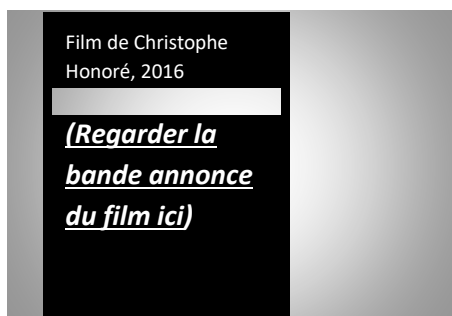 Film de Christophe
Honoré, 2016
(Regarder la
bande annonce
du film ici)